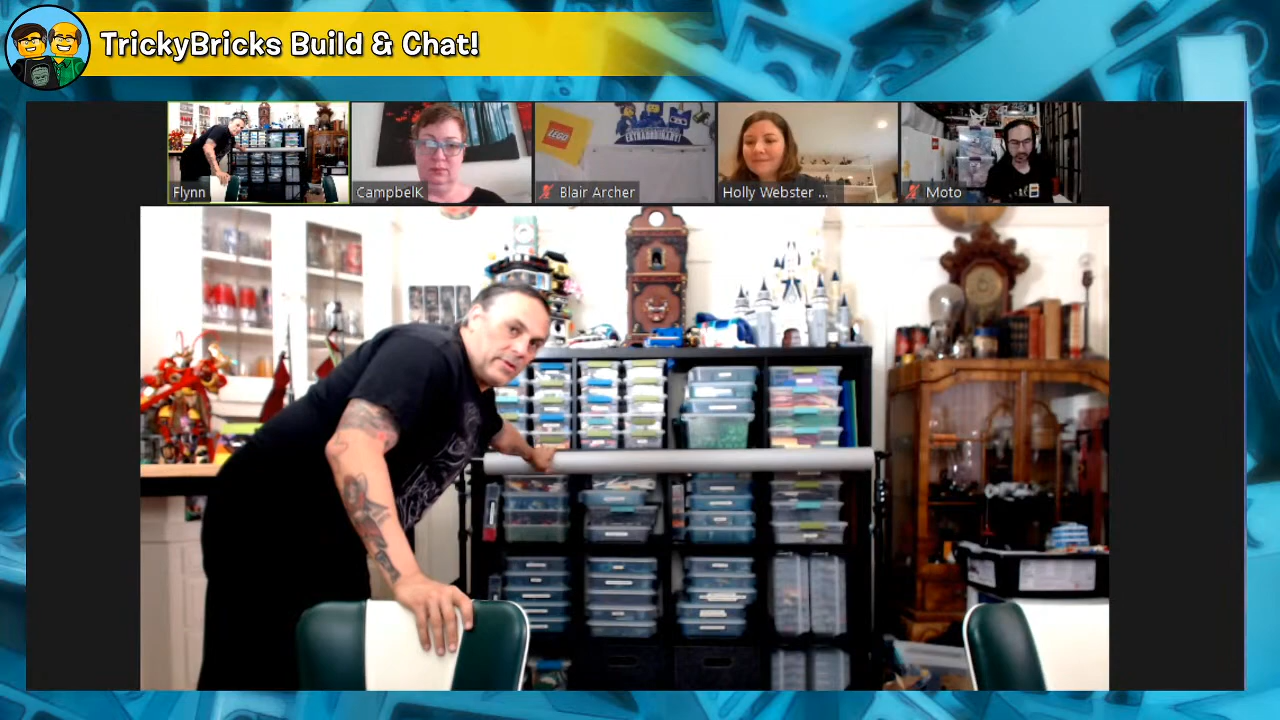 TrickyBricks Build & Chat!
LEGO
EXTRAORDINARY
Flynn
CampbelK
Blair Archer
Holly Webster ...
Moto